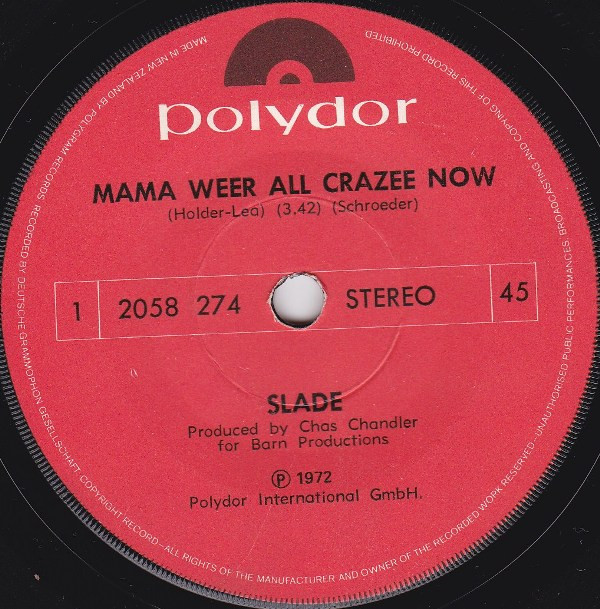 polydor
MAMA WEER ALL CRAZEE NOW
(Holder-Lea) (3.42) (Schroeder)
1 2058 274 STEREO 45
SLADE
Produced by Chas Chandler
for Barn Productions
℗ 1972
Polydor International GmbH.
MADE IN NEW ZEALAND BY POLYGRAM RECORDS. RECORDED BY DEUTSCHE GRAMMOPHON GESELLSCHAFT. COPYRIGHT RECORD—ALL RIGHTS OF THE MANUFACTURER AND OWNER OF THE RECORDED WORK RESERVED—UNAUTHORISED PUBLIC PERFORMANCES, BROADCASTING AND COPYING OF THIS RECORD PROHIBITED